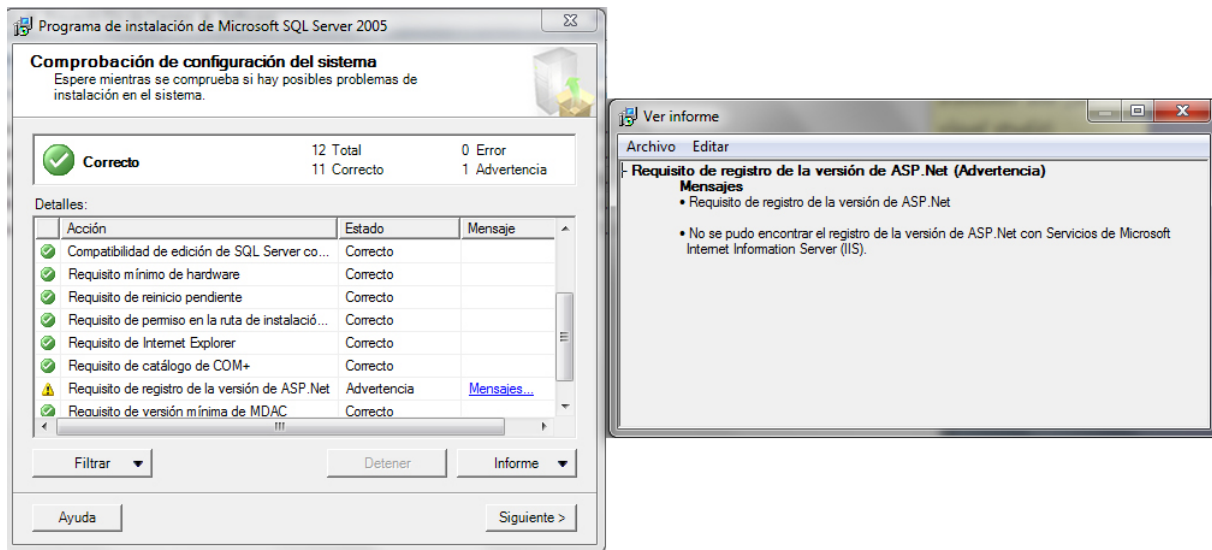 Programa de instalación de Microsoft SQL Server 2005
Comprobación de configuración del sistema
Espere mientras se comprueba si hay posibles problemas de
instalación en el sistema.
Correcto
12 Total
0 Error
11 Correcto
1 Advertencia
Detalles:
Acción Estado Mensaje
Compatibilidad de edición de SQL Server co... Correcto
Requisito mínimo de hardware Correcto
Requisito de reinicio pendiente Correcto
Requisito de permiso en la ruta de instalació... Correcto
Requisito de Internet Explorer Correcto
Requisito de catálogo de COM+ Correcto
Requisito de registro de la versión de ASP.Net Advertencia Mensajes...
Requisito de versión mínima de MDAC Correcto
Filtrar
Detener
Informe
Ayuda
Siguiente >
Ver informe
Archivo Editar
Requisito de registro de la versión de ASP.Net (Advertencia)
Mensajes
• Requisito de registro de la versión de ASP.Net
• No se pudo encontrar el registro de la versión de ASP.Net con Servicios de Microsoft
Internet Information Server (IIS).